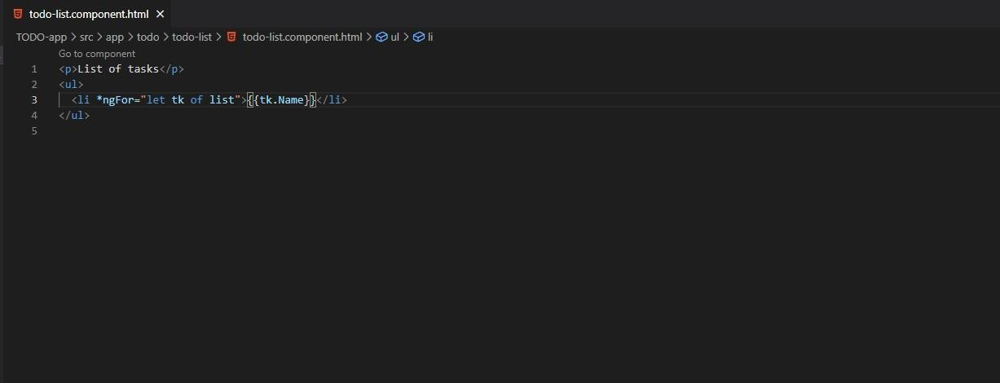 todo-list.component.html
TODO-app > src > app > todo > todo-list > todo-list.component.html > ul > li
Go to component
1 <p>List of tasks</p>
2 <ul>
3 <li *ngFor="let tk of list">{{tk.Name}}</li>
4 </ul>
5